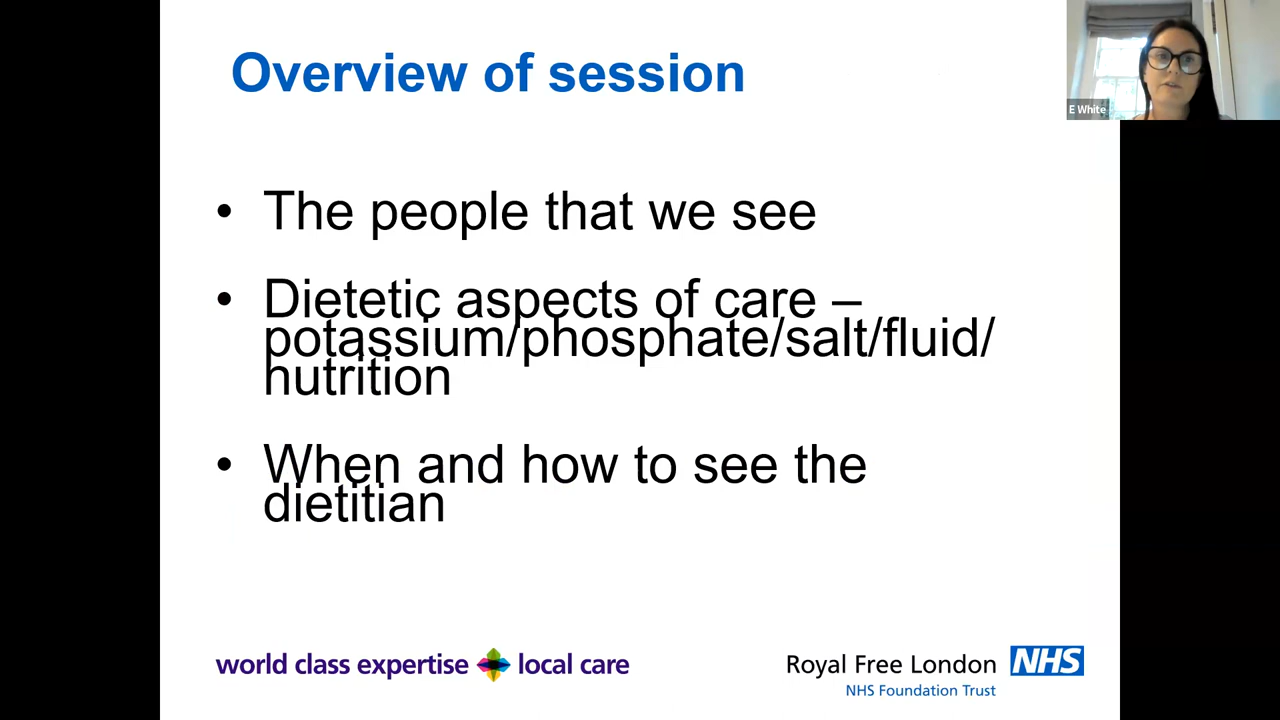 Overview of session
E White
• The people that we see
• Dietetic aspects of care –
potassium/phosphate/salt/fluid/
nutrition
• When and how to see the
dietitian
world class expertise local care
Royal Free London NHS
NHS Foundation Trust